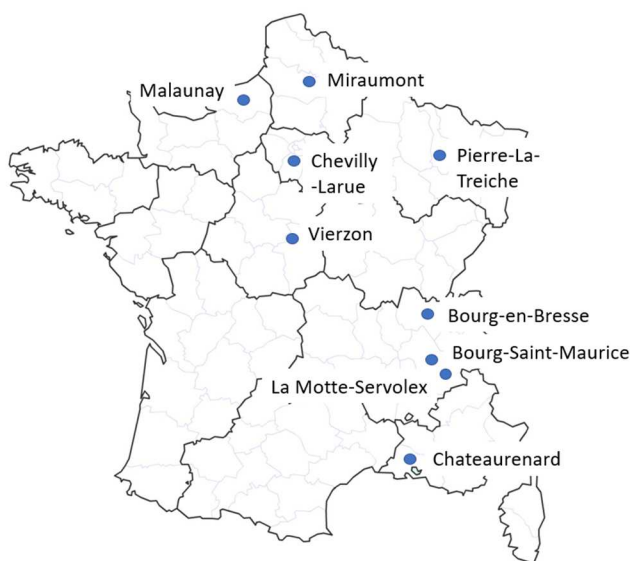 Malaunay
Miraumont
Chevilly
-Larue
Pierre-La-
Treiche
Vierzon
Bourg-en-Bresse
Bourg-Saint-Maurice
La Motte-Servolex
Chateaurenard